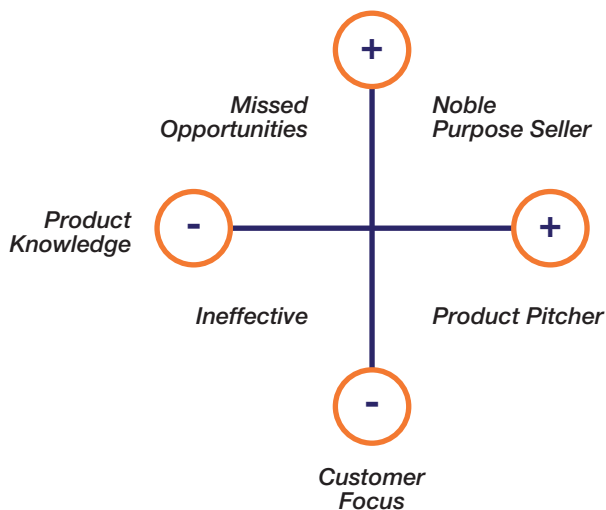 +
Missed
Opportunities
Noble
Purpose Seller
Product
Knowledge
-
+
Ineffective
Product Pitcher
-
Customer
Focus